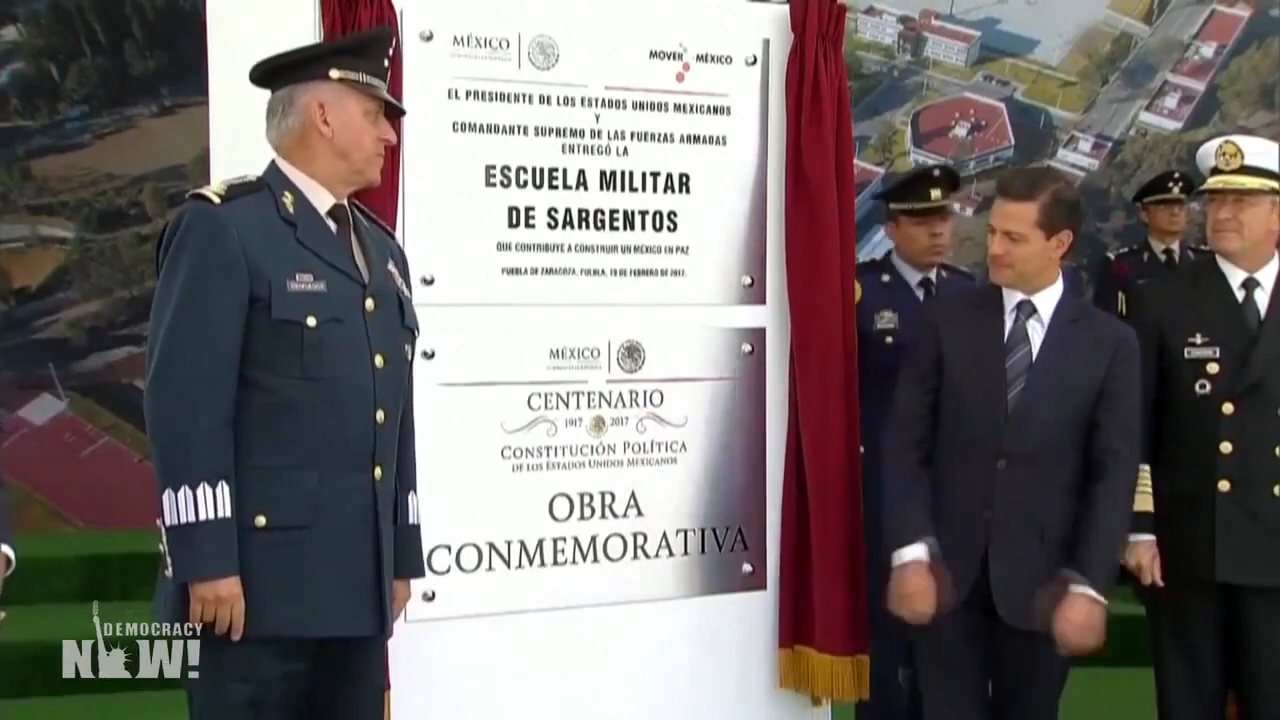 MÉXICO
MOVER MÉXICO
EL PRESIDENTE DE LOS ESTADOS UNIDOS MEXICANOS
Y
COMANDANTE SUPREMO DE LAS FUERZAS ARMADAS
ENTREGÓ LA
ESCUELA MILITAR
DE SARGENTOS
QUE CONTRIBUYE A CONSTRUIR UN MÉXICO EN PAZ
PUEBLA DE ZARAGOZA, PUEBLA, 19 DE FEBRERO DE 2017.
MÉXICO
CENTENARIO
1917 2017
CONSTITUCIÓN POLÍTICA
DE LOS ESTADOS UNIDOS MEXICANOS
OBRA
CONMEMORATIVA
DEMOCRACY
NOW!